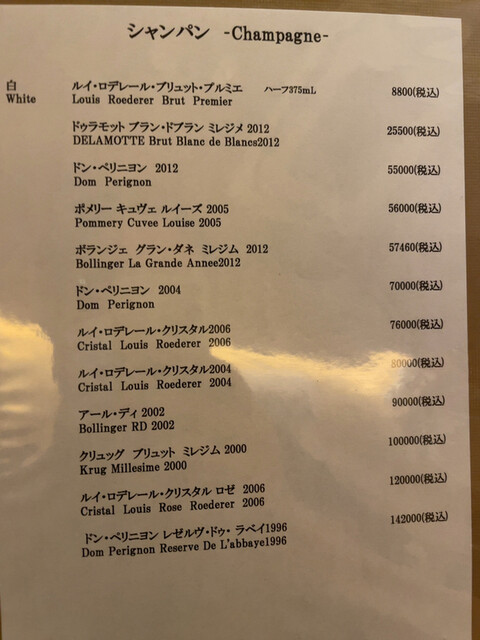 シャンパン -Champagne-
白 ルイ・ロデレール・ブリュット・プルミエ ハーフ375mL 8800(税込)
White Louis Roederer Brut Premier
ドゥラモット ブラン・ドブラン ミレジメ 2012 25500(税込)
DELAMOTTE Brut Blanc de Blancs2012
ドン・ペリニヨン 2012 55000(税込)
Dom Perignon
ポメリー キュヴェ ルイーズ 2005 56000(税込)
Pommery Cuvee Louise 2005
ボランジェ グラン・ダネ ミレジム 2012 57460(税込)
Bollinger La Grande Annee2012
ドン・ペリニヨン 2004 70000(税込)
Dom Perignon
ルイ・ロデレール・クリスタル2006 76000(税込)
Cristal Louis Roederer 2006
ルイ・ロデレール・クリスタル2004 80000(税込)
Cristal Louis Roederer 2004
アール・ディ 2002 90000(税込)
Bollinger RD 2002
クリュッグ ブリュット ミレジム 2000 100000(税込)
Krug Millesime 2000
ルイ・ロデレール・クリスタル ロゼ 2006 120000(税込)
Cristal Louis Rose Roederer 2006
ドン・ペリニヨン レゼルヴ・ドゥ・ラベイ1996 142000(税込)
Dom Perignon Reserve De L'abbaye1996